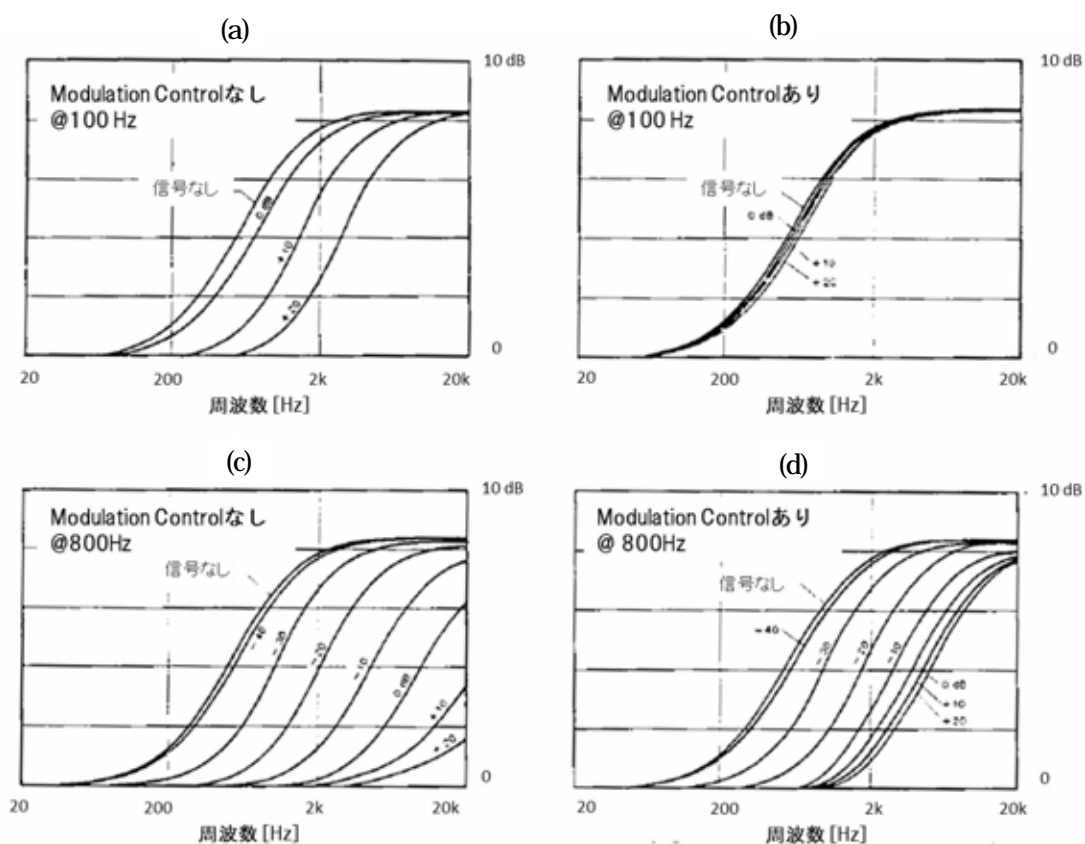 (a)
10 dB
Modulation Controlなし
@100 Hz
信号なし
0 dB
+10
+20
0
20
200
2k
20k
周波数 [Hz]
(b)
10 dB
Modulation Controlあり
@100 Hz
信号なし
0 dB
+10
+20
0
20
200
2k
20k
周波数 [Hz]
(c)
10 dB
Modulation Controlなし
@800Hz
信号なし
-40
-30
-20
-10
0 dB
+10
+20
0
20
200
2k
20k
周波数 [Hz]
(d)
10 dB
Modulation Controlあり
@ 800Hz
信号なし
-40
-30
-20
-10
0 dB
+10
+20
0
20
200
2k
20k
周波数 [Hz]